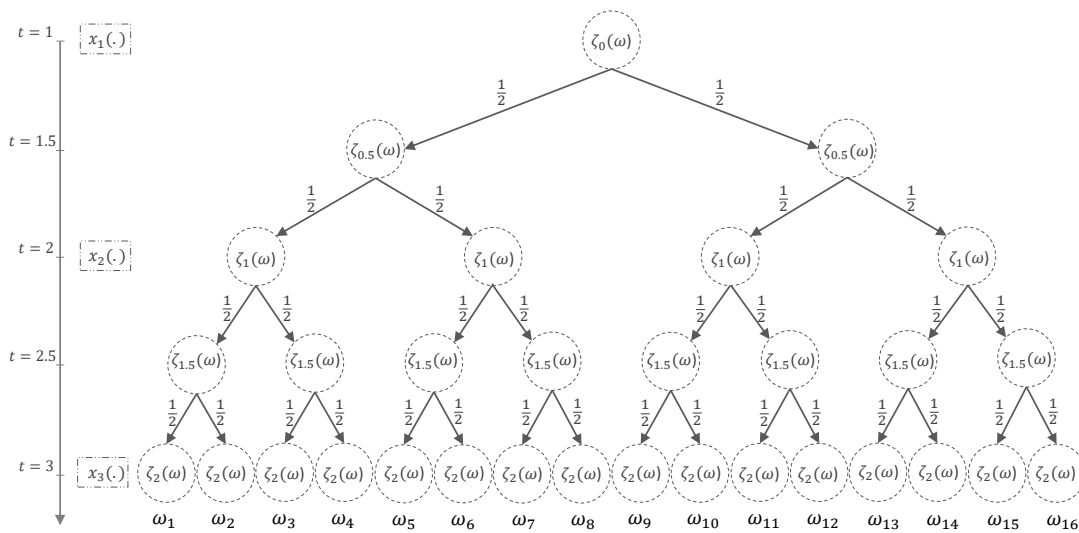 t = 1 x₁(.) ζ₀(ω)
1/2 1/2
t = 1.5 ζ₀.₅(ω) ζ₀.₅(ω)
1/2 1/2 1/2 1/2
t = 2 x₂(.) ζ₁(ω) ζ₁(ω) ζ₁(ω) ζ₁(ω)
1/2 1/2 1/2 1/2 1/2 1/2 1/2 1/2
t = 2.5 ζ₁.₅(ω) ζ₁.₅(ω) ζ₁.₅(ω) ζ₁.₅(ω) ζ₁.₅(ω) ζ₁.₅(ω) ζ₁.₅(ω) ζ₁.₅(ω)
1/2 1/2 1/2 1/2 1/2 1/2 1/2 1/2 1/2 1/2 1/2 1/2 1/2 1/2 1/2 1/2
t = 3 x₃(.) ζ₂(ω) ζ₂(ω) ζ₂(ω) ζ₂(ω) ζ₂(ω) ζ₂(ω) ζ₂(ω) ζ₂(ω) ζ₂(ω) ζ₂(ω) ζ₂(ω) ζ₂(ω) ζ₂(ω) ζ₂(ω) ζ₂(ω) ζ₂(ω)
ω₁ ω₂ ω₃ ω₄ ω₅ ω₆ ω₇ ω₈ ω₉ ω₁₀ ω₁₁ ω₁₂ ω₁₃ ω₁₄ ω₁₅ ω₁₆